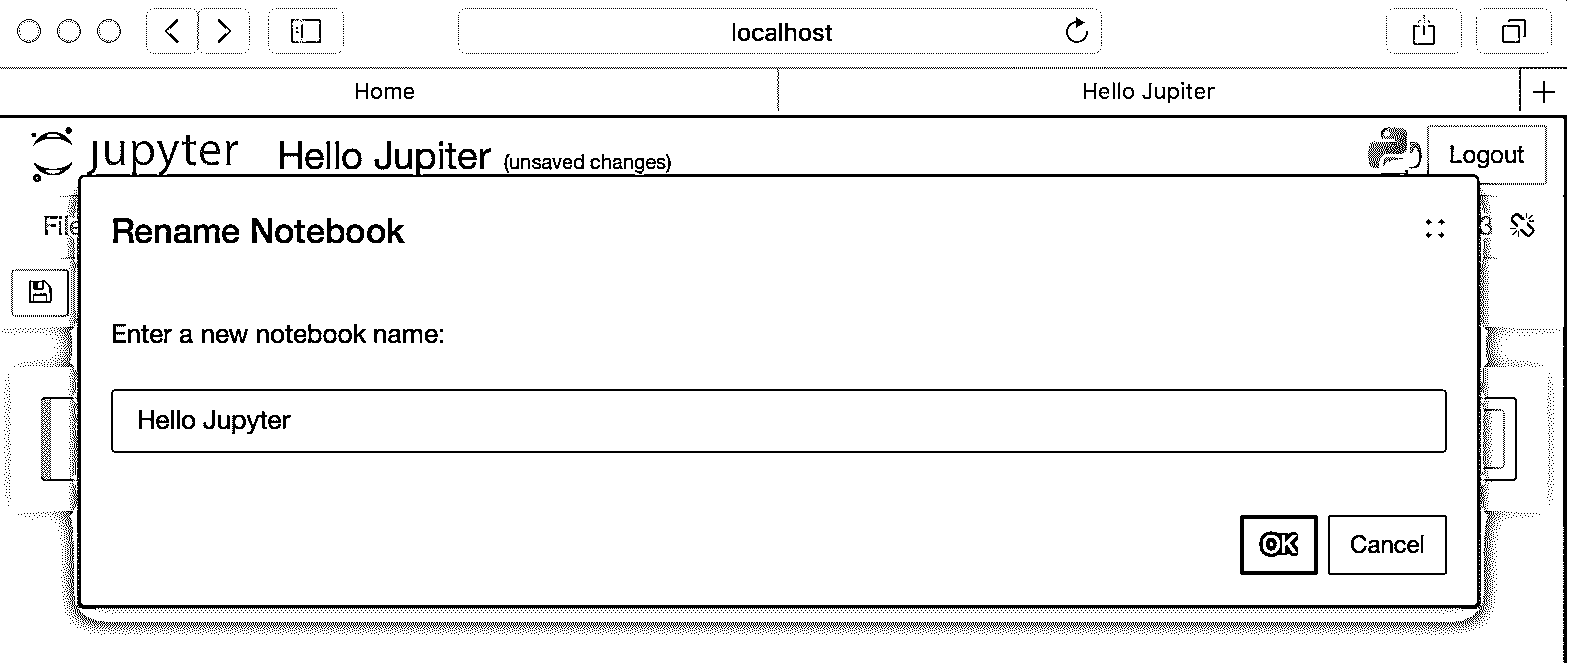 localhost
Home
Hello Jupiter
jupyter Hello Jupiter (unsaved changes) Logout
File 3
Rename Notebook
Enter a new notebook name:
Hello Jupyter
OK Cancel